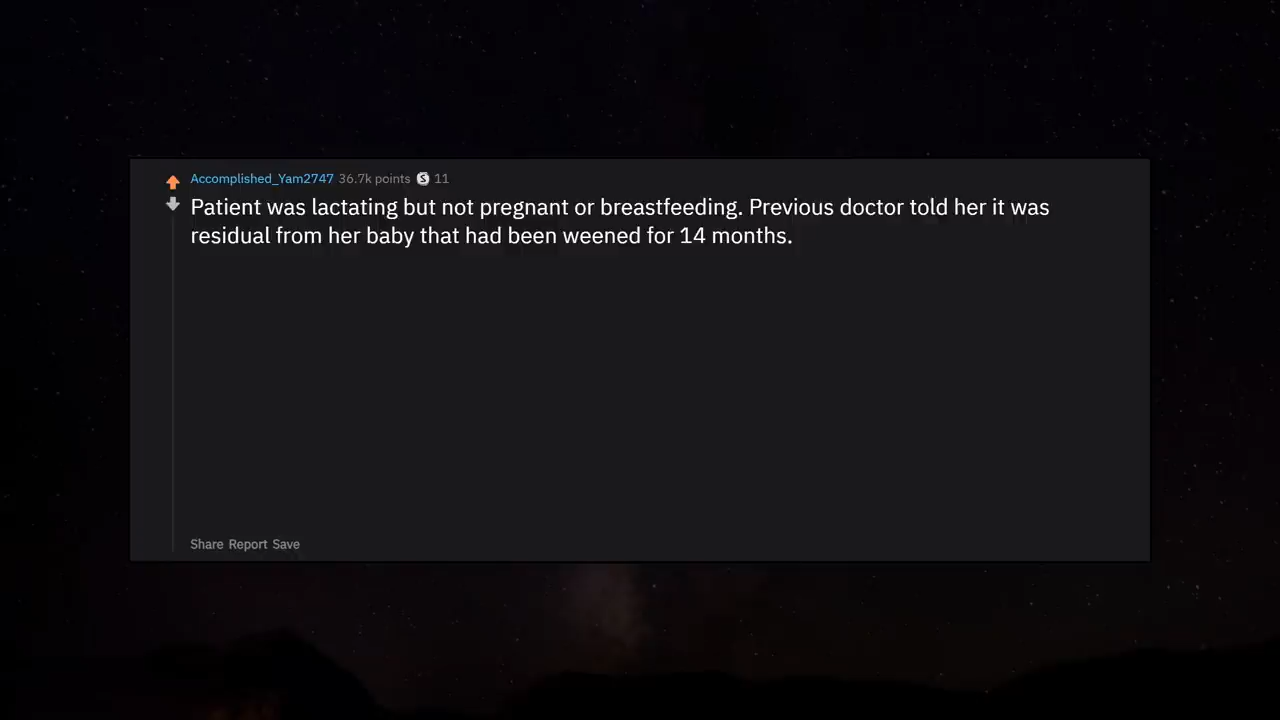 Accomplished_Yam2747 36.7k points S 11
Patient was lactating but not pregnant or breastfeeding. Previous doctor told her it was
residual from her baby that had been weened for 14 months.
Share Report Save